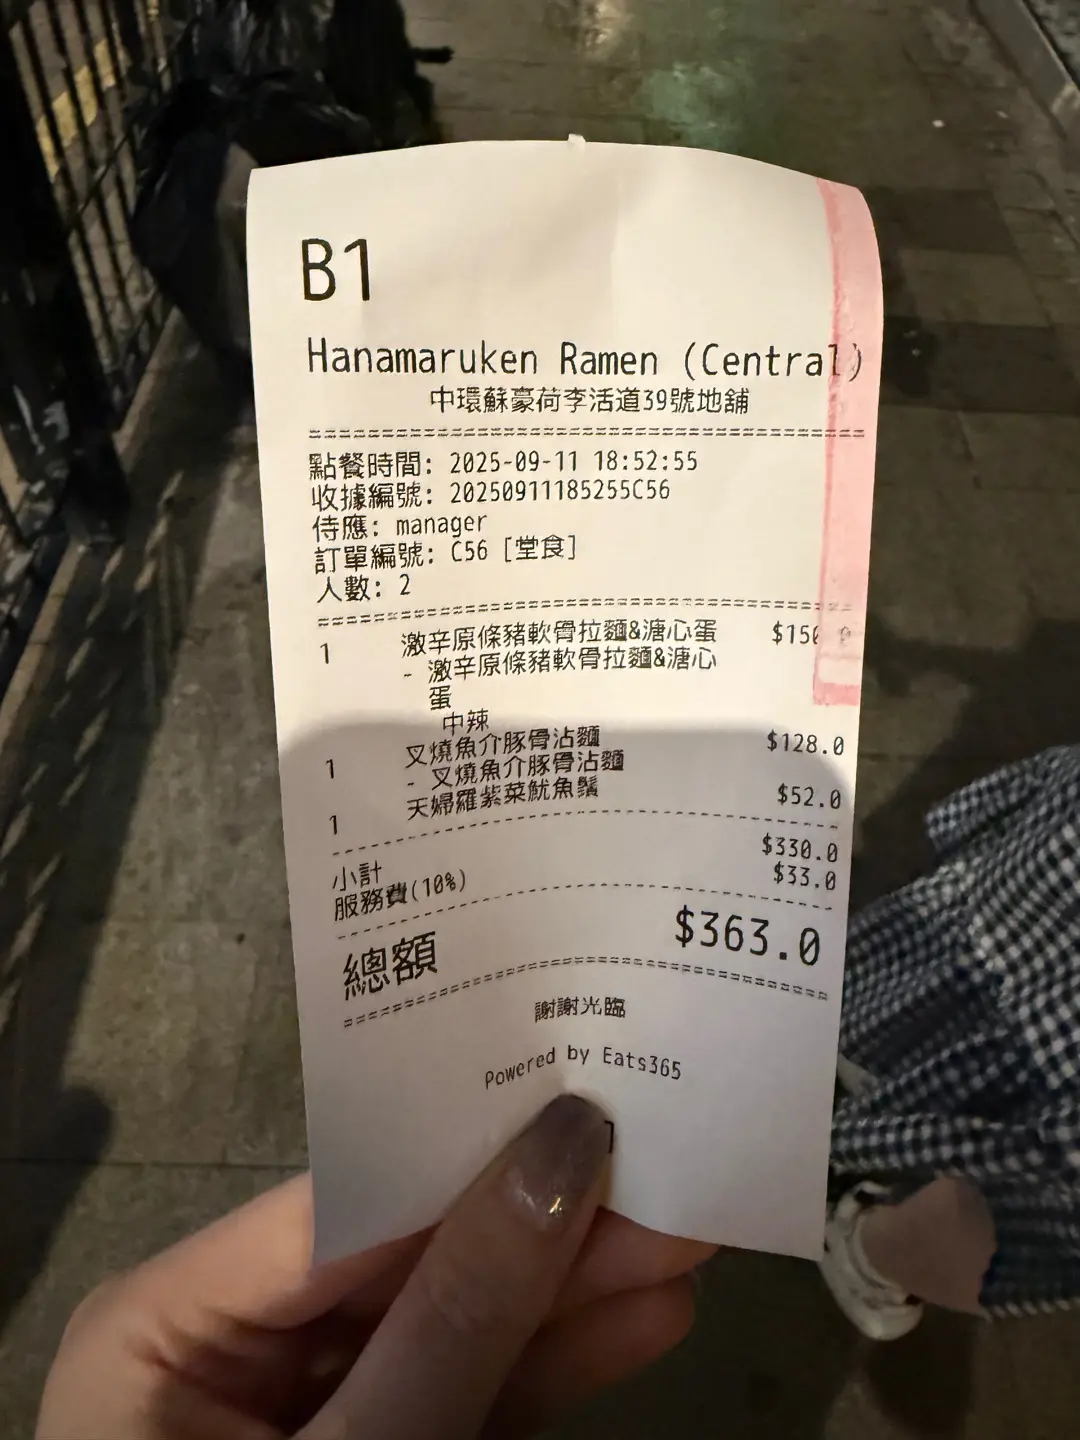 B1
Hanamaruken Ramen (Central)
中環蘇豪荷李活道39號地舖
點餐時間: 2025-09-11 18:52:55
收據編號: 20250911185255C56
侍應: manager
訂單編號: C56 [堂食]
人數: 2
1 激辛原條豬軟骨拉麵&溏心蛋 $150.0
- 激辛原條豬軟骨拉麵&溏心
蛋
中辣
1 叉燒魚介豚骨沾麵 $128.0
- 叉燒魚介豚骨沾麵
1 天婦羅紫菜魷魚鬚 $52.0
小計 $330.0
服務費(10%) $33.0
總額 $363.0
謝謝光臨
Powered by Eats365